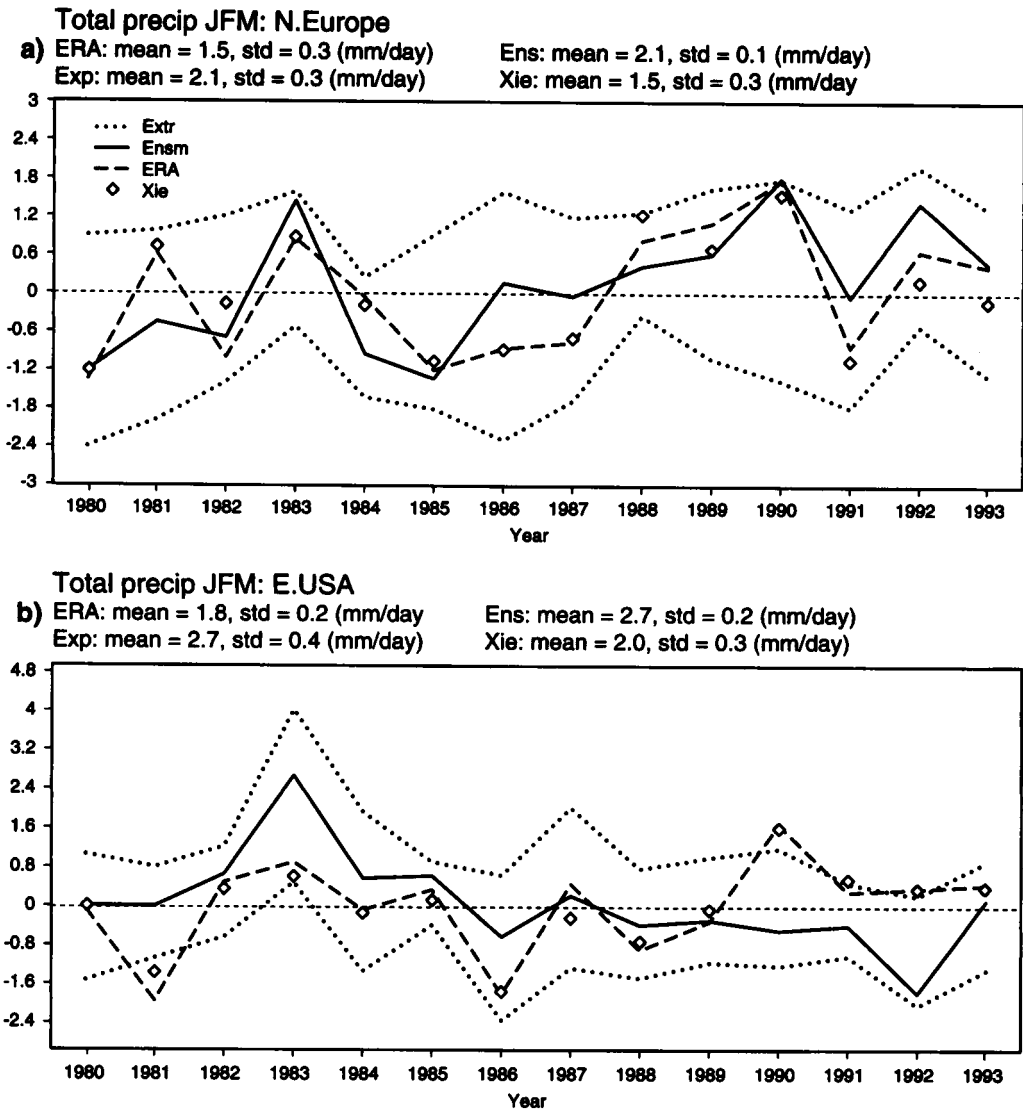 Total precip JFM: N.Europe
a) ERA: mean = 1.5, std = 0.3 (mm/day) Ens: mean = 2.1, std = 0.1 (mm/day)
Exp: mean = 2.1, std = 0.3 (mm/day) Xie: mean = 1.5, std = 0.3 (mm/day
3
2.4
1.8
1.2
0.6
0
-0.6
-1.2
-1.8
-2.4
-3
Extr
Ensm
ERA
Xie
1980 1981 1982 1983 1984 1985 1986 1987 1988 1989 1990 1991 1992 1993
Year
Total precip JFM: E.USA
b) ERA: mean = 1.8, std = 0.2 (mm/day Ens: mean = 2.7, std = 0.2 (mm/day)
Exp: mean = 2.7, std = 0.4 (mm/day) Xie: mean = 2.0, std = 0.3 (mm/day)
4.8
4
3.2
2.4
1.6
0.8
0
-0.8
-1.6
-2.4
1980 1981 1982 1983 1984 1985 1986 1987 1988 1989 1990 1991 1992 1993
Year